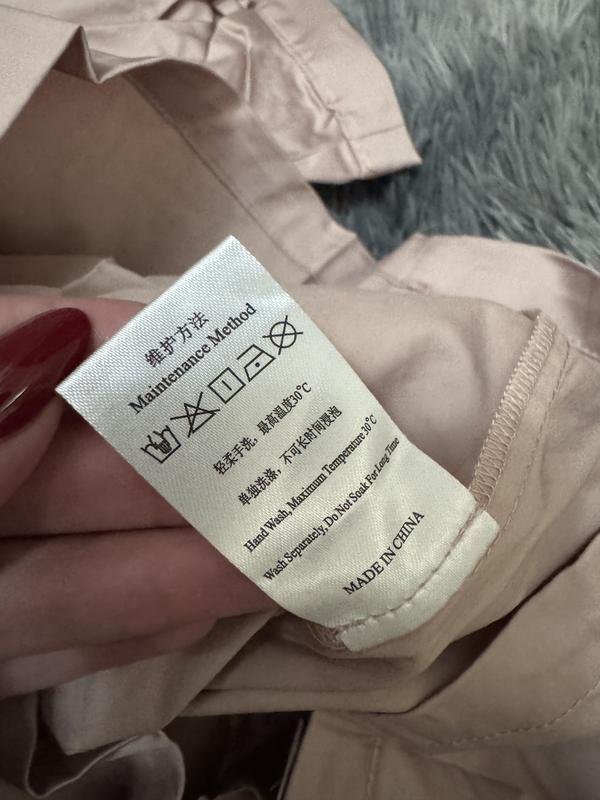 维护方法
Maintenance Method
轻柔手洗，最高温度30°C
单独洗涤，不可长时间浸泡
Hand Wash, Maximum Temperature 30°C
Wash Separately, Do Not Soak For Long Time
MADE IN CHINA